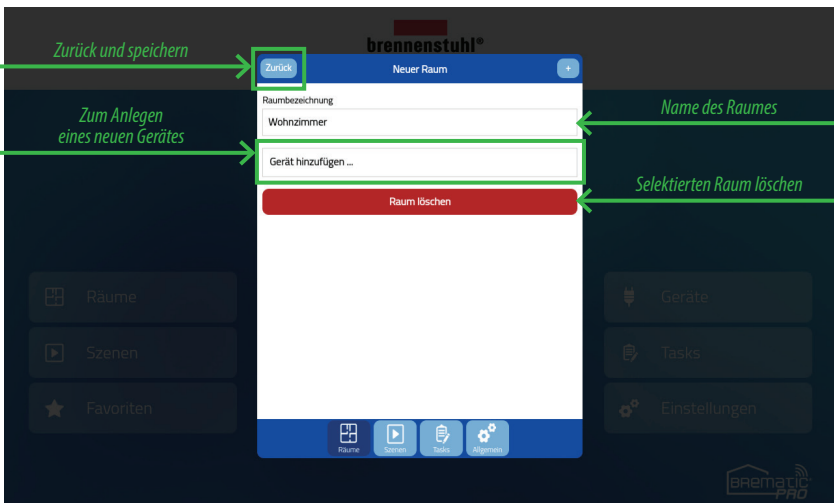 brennenstuhl®
Zurück und speichern
Zurück
Neuer Raum
+
Zum Anlegen
eines neuen Gerätes
Raumbezeichnung
Wohnzimmer
Name des Raumes
Gerät hinzufügen ...
Raum löschen
Selektierten Raum löschen
Räume
Szenen
Favoriten
Geräte
Tasks
Einstellungen
Räume
Szenen
Tasks
Allgemein
BREMATIC
PRO